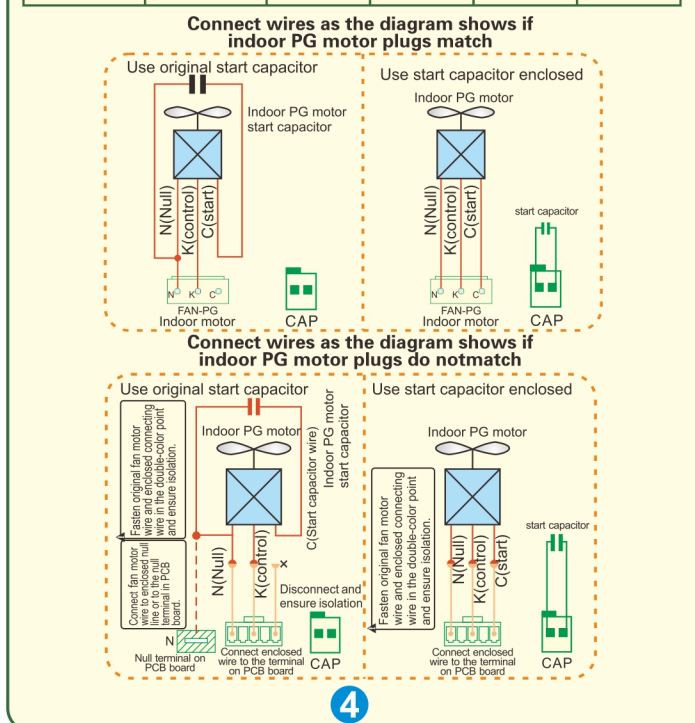 Connect wires as the diagram shows if
indoor PG motor plugs match
Use original start capacitor
Indoor PG motor
start capacitor
N(Null)
K(control)
C(start)
N K C
FAN-PG
Indoor motor
CAP
Use start capacitor enclosed
Indoor PG motor
N(Null)
K(control)
C(start)
start capacitor
N K C
FAN-PG
Indoor motor
CAP
Connect wires as the diagram shows if
indoor PG motor plugs do notmatch
Use original start capacitor
Fasten original fan motor
wire and enclosed connecting
wire in the double-color point
and ensure isolation.
Connect fan motor
wire to enclosed null
line or to the null
terminal in PCB
board.
Indoor PG motor
C(Start capacitor wire)
Indoor PG motor
start capacitor
N(Null)
K(control)
×
Disconnect and
ensure isolation
N
Null terminal on
PCB board
Connect enclosed
wire to the terminal
on PCB board
CAP
Use start capacitor enclosed
Indoor PG motor
Fasten original fan motor
wire and enclosed connecting
wire in the double-color point
and ensure isolation.
N(Null)
K(control)
C(start)
start capacitor
Connect enclosed
wire to the terminal
on PCB board
CAP
4